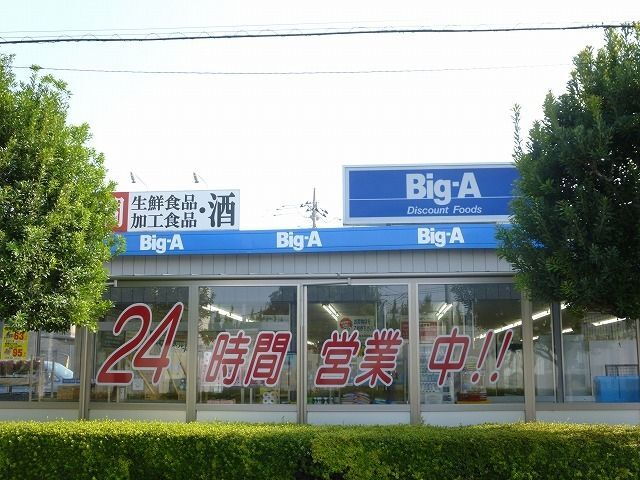 生鮮食品
加工食品・酒
Big-A
Discount Foods
Big-A Big-A Big-A
24時間営業中!!